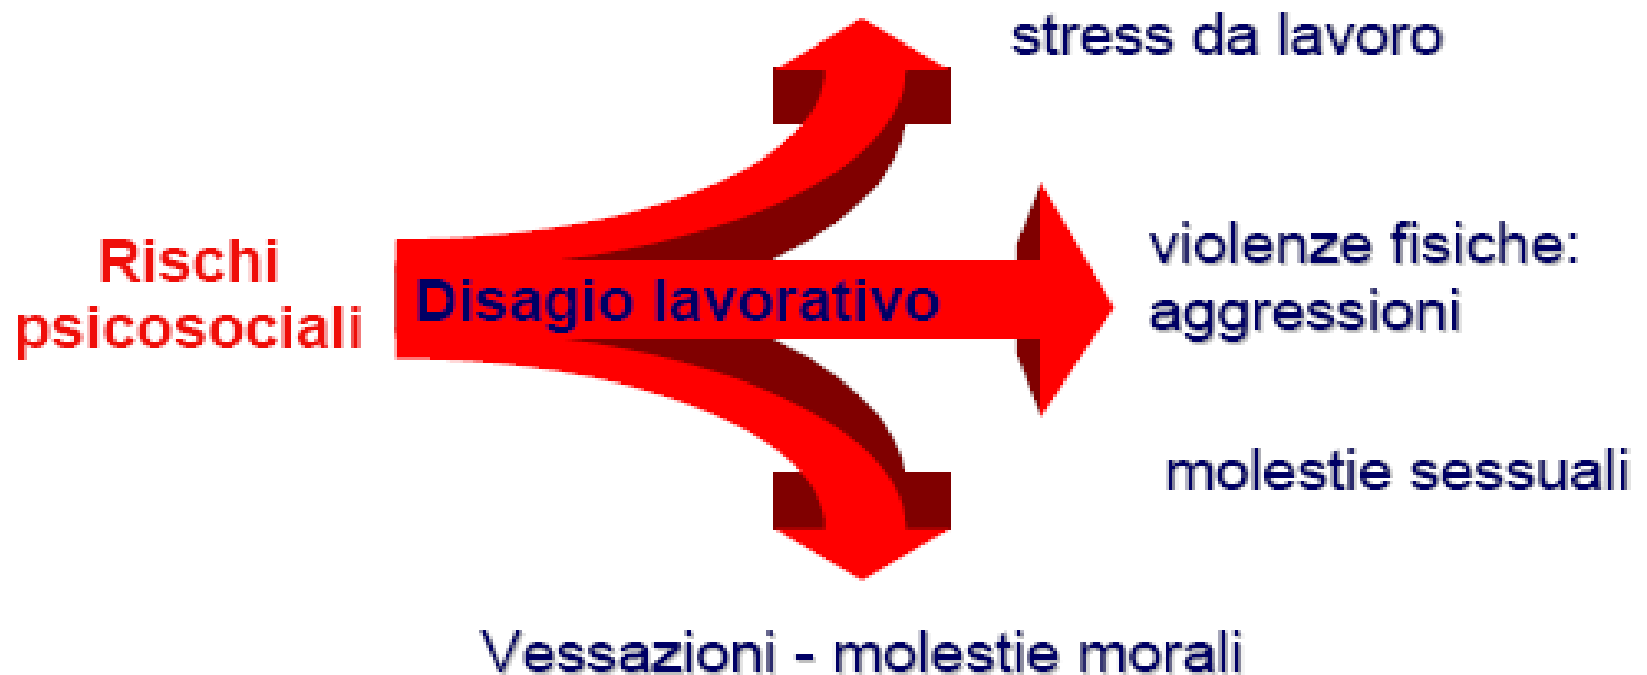 stress da lavoro
Rischi
psicosociali
Disagio lavorativo
violenze fisiche:
aggressioni
molestie sessuali
Vessazioni - molestie morali